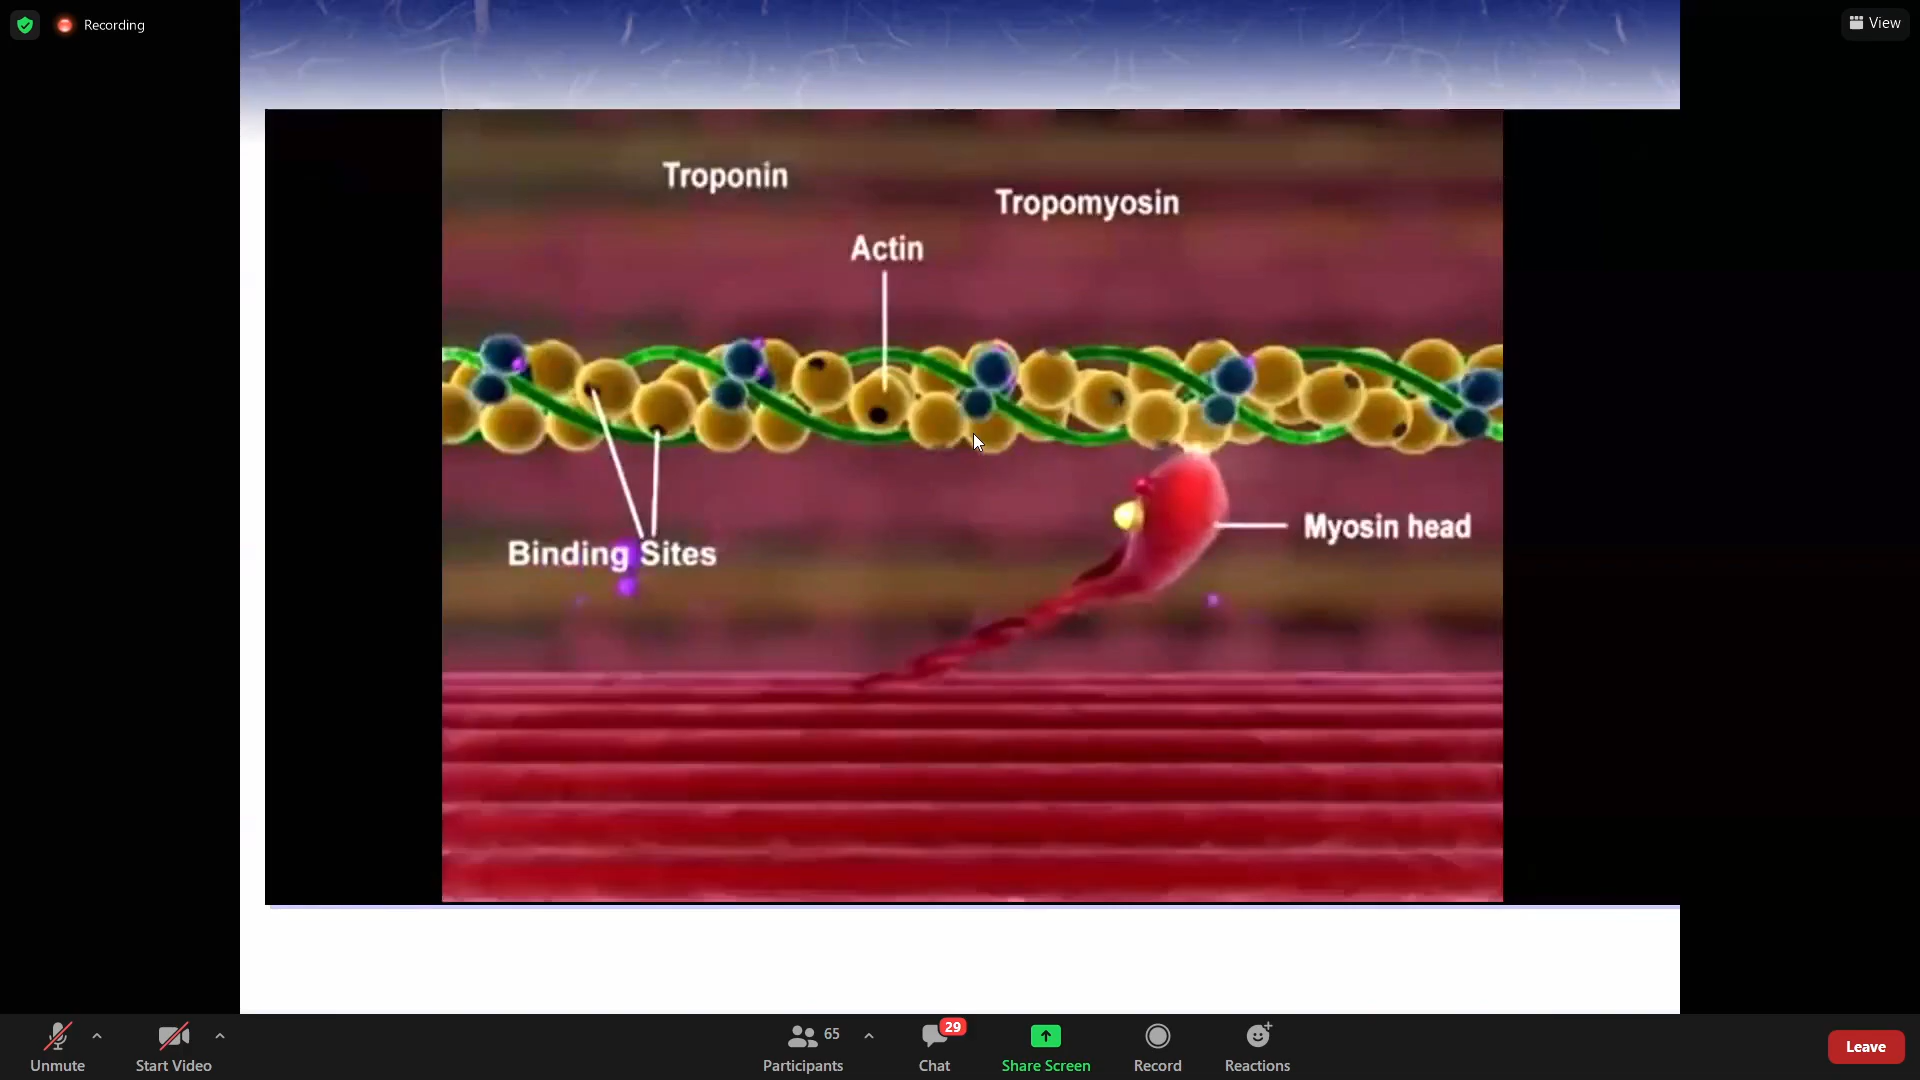 Recording
View
Troponin
Tropomyosin
Actin
Binding Sites
Myosin head
Unmute
Start Video
65
Participants
29
Chat
Share Screen
Record
Reactions
Leave